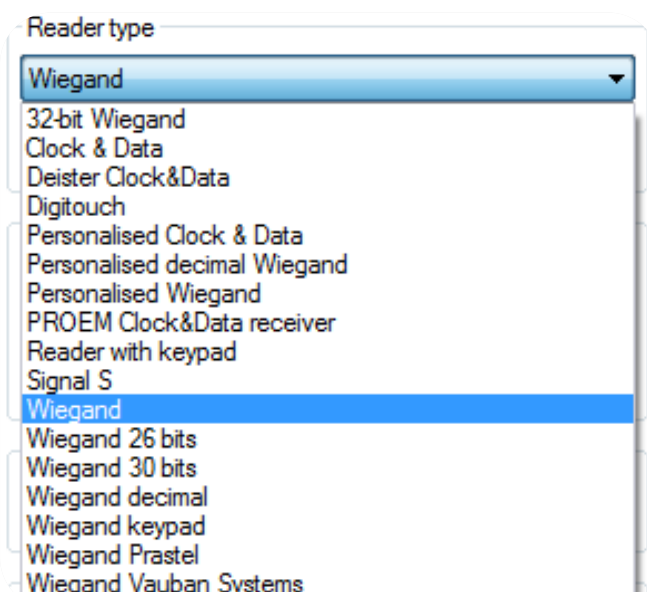 Reader type
Wiegand
32-bit Wiegand
Clock & Data
Deister Clock&Data
Digitouch
Personalised Clock & Data
Personalised decimal Wiegand
Personalised Wiegand
PROEM Clock&Data receiver
Reader with keypad
Signal S
Wiegand
Wiegand 26 bits
Wiegand 30 bits
Wiegand decimal
Wiegand keypad
Wiegand Prastel
Wiegand Vauban Systems